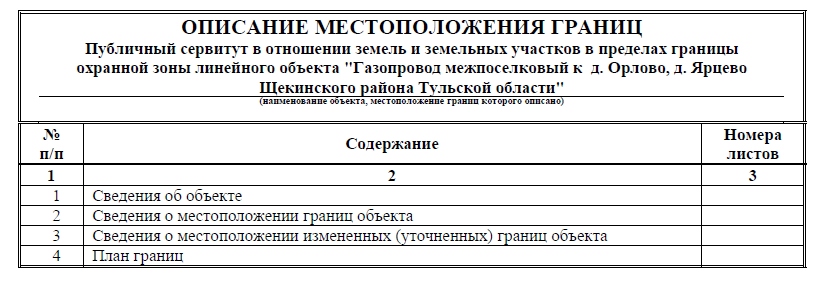 ОПИСАНИЕ МЕСТОПОЛОЖЕНИЯ ГРАНИЦ
Публичный сервитут в отношении земель и земельных участков в пределах границы
охранной зоны линейного объекта "Газопровод межпоселковый к д. Орлово, д. Ярцево
Щекинского района Тульской области"
(наименование объекта, местоположение границ которого описано)
№ п/п Содержание Номера листов
1 2 3
1 Сведения об объекте
2 Сведения о местоположении границ объекта
3 Сведения о местоположении измененных (уточненных) границ объекта
4 План границ